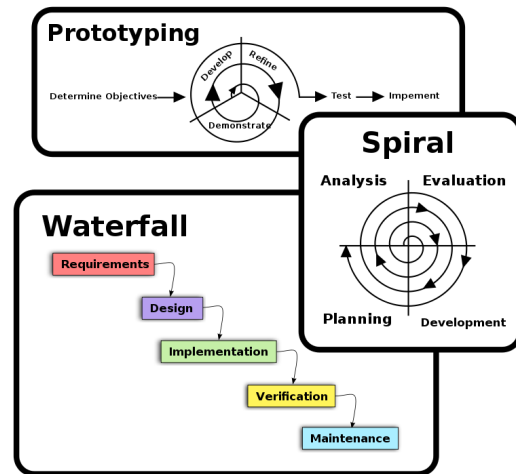 Prototyping
Determine Objectives
Develop
Refine
Demonstrate
Test
Impement
Spiral
Analysis
Evaluation
Planning
Development
Waterfall
Requirements
Design
Implementation
Verification
Maintenance